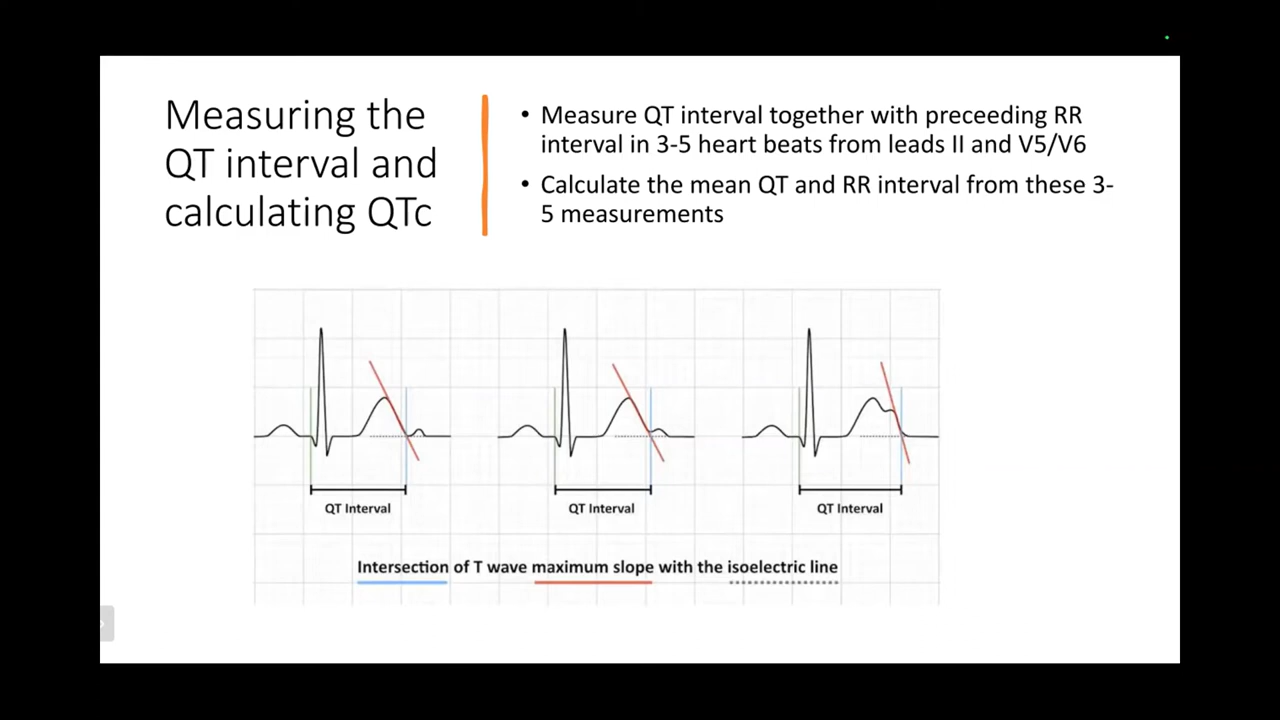 Measuring the
QT interval and
calculating QTc
• Measure QT interval together with preceeding RR
interval in 3-5 heart beats from leads II and V5/V6
• Calculate the mean QT and RR interval from these 3-
5 measurements
QT Interval
QT Interval
QT Interval
Intersection of T wave maximum slope with the isoelectric line